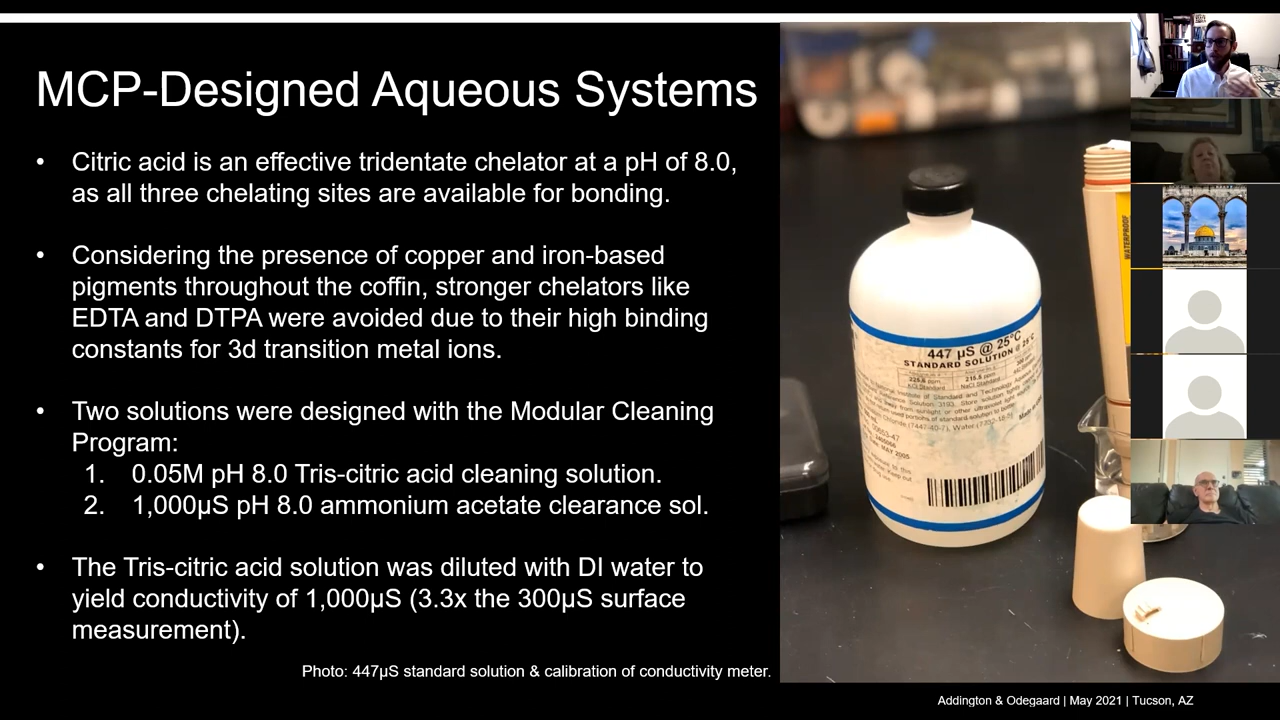 MCP-Designed Aqueous Systems
• Citric acid is an effective tridentate chelator at a pH of 8.0,
as all three chelating sites are available for bonding.
• Considering the presence of copper and iron-based
pigments throughout the coffin, stronger chelators like
EDTA and DTPA were avoided due to their high binding
constants for 3d transition metal ions.
• Two solutions were designed with the Modular Cleaning
Program:
1. 0.05M pH 8.0 Tris-citric acid cleaning solution.
2. 1,000µS pH 8.0 ammonium acetate clearance sol.
• The Tris-citric acid solution was diluted with DI water to
yield conductivity of 1,000µS (3.3x the 300µS surface
measurement).
Photo: 447µS standard solution & calibration of conductivity meter.
447 µS @ 25°C
STANDARD SOLUTION @ 25°C
KCl Standard
NaCl Standard
WATERPROOF
Addington & Odegaard | May 2021 | Tucson, AZ